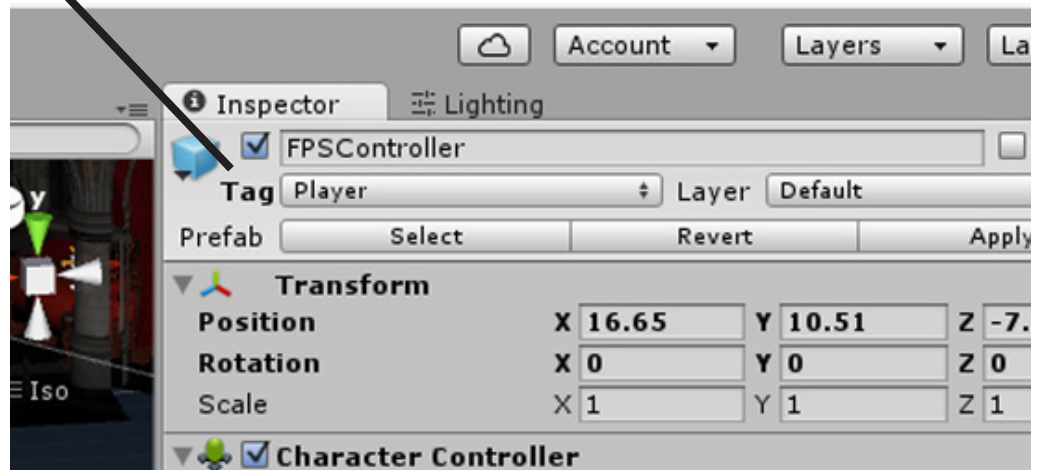 Account Layers La
Inspector Lighting
FPSController
Tag Player Layer Default
Prefab Select Revert Apply
y
Transform
Position X 16.65 Y 10.51 Z -7.
Rotation X 0 Y 0 Z 0
Iso
Scale X 1 Y 1 Z 1
Character Controller